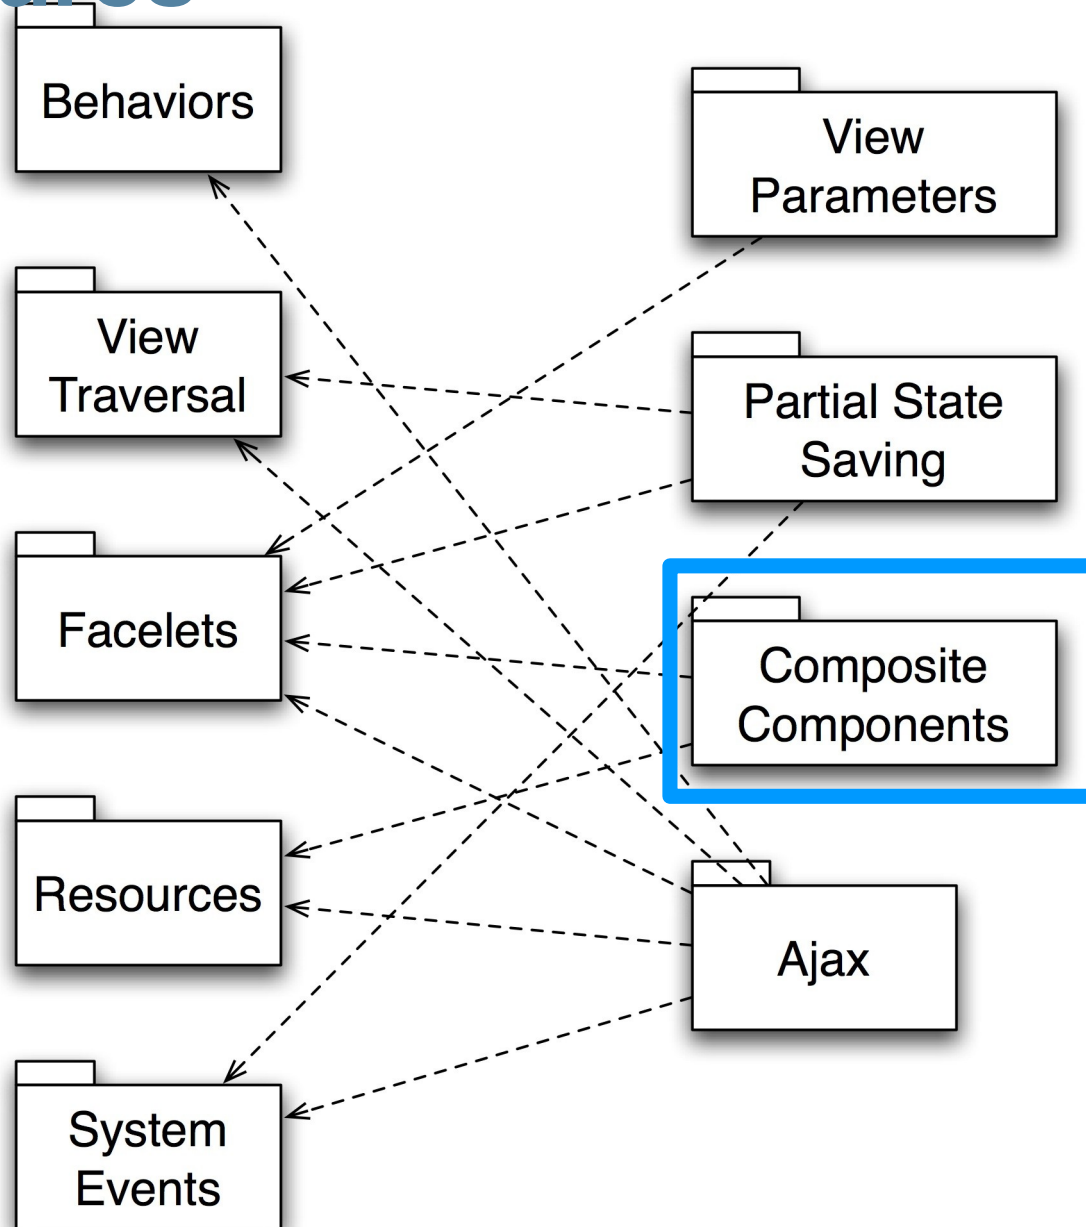 Behaviors
View
Parameters
View
Traversal
Partial State
Saving
Facelets
Composite
Components
Resources
Ajax
System
Events